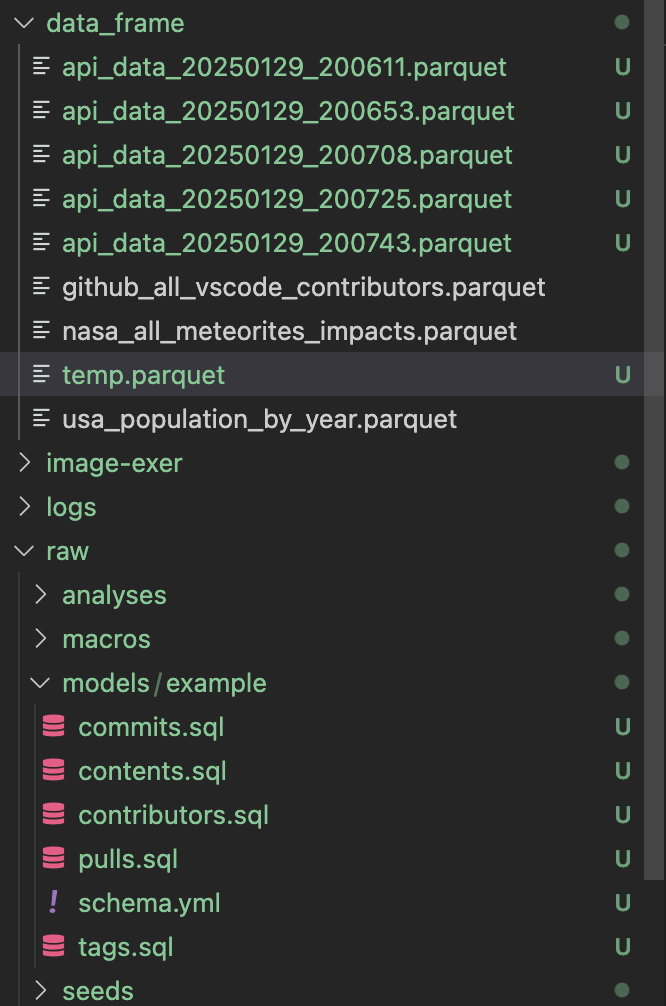 data_frame
api_data_20250129_200611.parquet U
api_data_20250129_200653.parquet U
api_data_20250129_200708.parquet U
api_data_20250129_200725.parquet U
api_data_20250129_200743.parquet U
github_all_vscode_contributors.parquet
nasa_all_meteorites_impacts.parquet
temp.parquet U
usa_population_by_year.parquet
image-exer
logs
raw
analyses
macros
models/example
commits.sql U
contents.sql U
contributors.sql U
pulls.sql U
! schema.yml U
tags.sql U
seeds